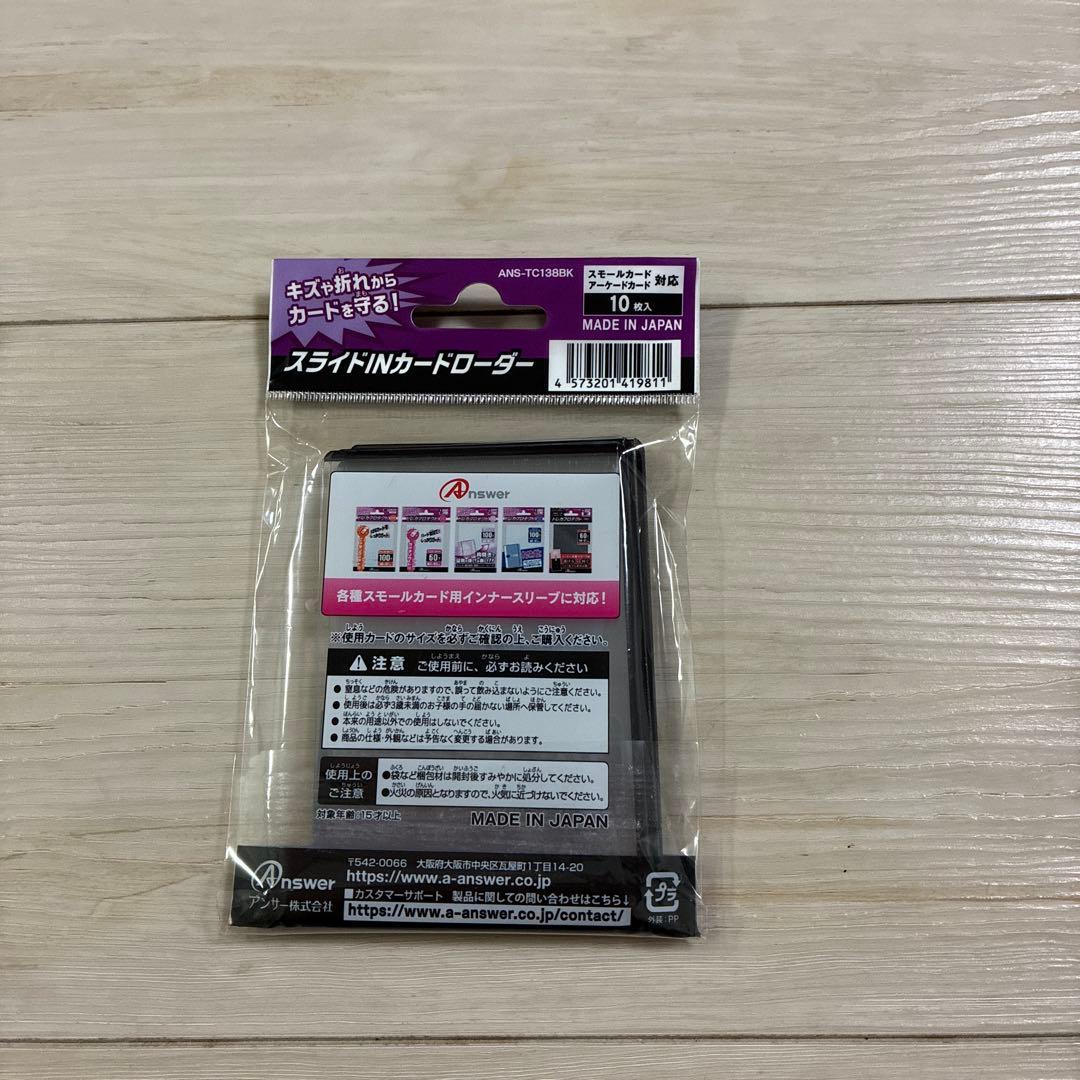 キズや折れから
カードを守る!
ANS-TC138BK
スモールカード
アーケードカード
対応
10枚入
MADE IN JAPAN
スライドINカードローダー
4 573201 419811
Answer
100
60
100
100
60
各種スモールカード用インナースリーブに対応!
※使用カードのサイズを必ずご確認の上、ご購入ください。
注意 ご使用前に、必ずお読みください
●窒息などの危険がありますので、誤って飲み込まないようにご注意ください。
●使用後は必ず3歳未満のお子様の手の届かない場所へ保管してください。
●本来の用途以外での使用はしないでください。
●商品の仕様・外観などは予告なく変更する場合があります。
使用上の
ご注意
●袋など梱包材は開封後すみやかに処分してください。
●火災の原因となりますので、火気に近づけないでください。
対象年齢:15才以上
MADE IN JAPAN
Answer
アンサー株式会社
〒542-0066 大阪府大阪市中央区瓦屋町1丁目14-20
https://www.a-answer.co.jp
■カスタマーサポート 製品に関しての問い合わせはこちら↓
https://www.a-answer.co.jp/contact/
プラ
外装:PP